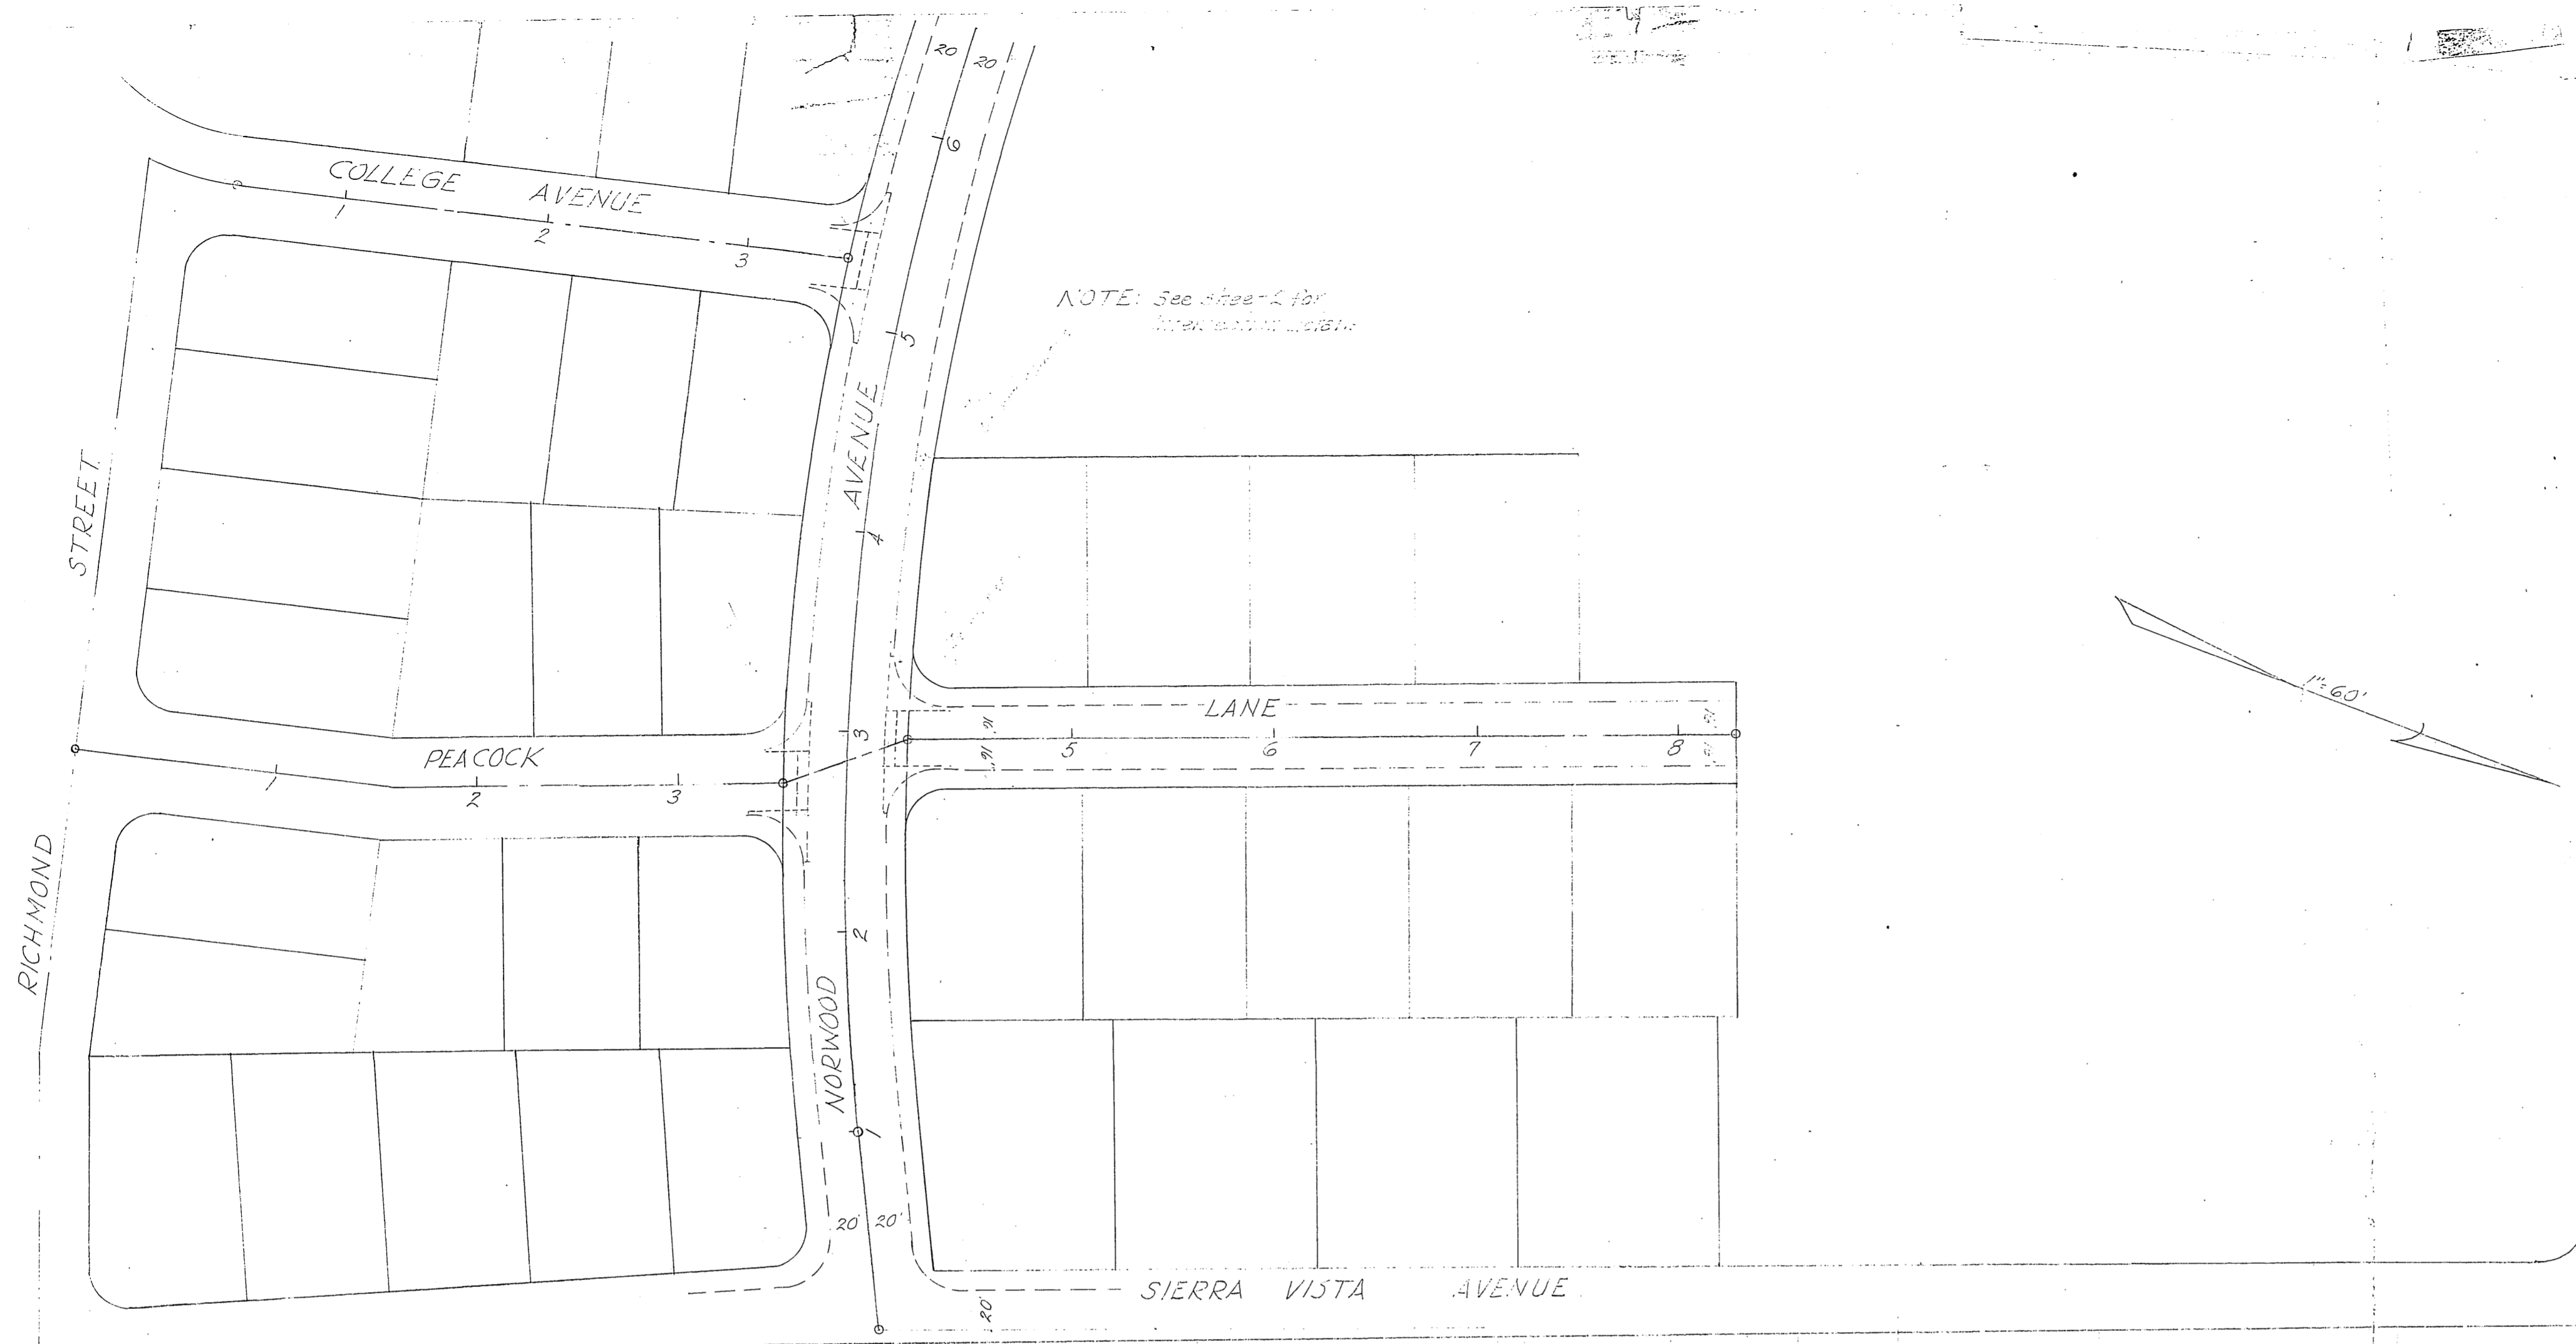 20 20
6
COLLEGE AVENUE
1 2 3
NOTE: See sheet 2 for
5
AVENUE
STREET
4
1"=60'
LANE
16' 16'
3
5 6 7 8
PEACOCK
1 2 3
RICHMOND
2
NORWOOD
1
20' 20'
SIERRA VISTA AVENUE
20'